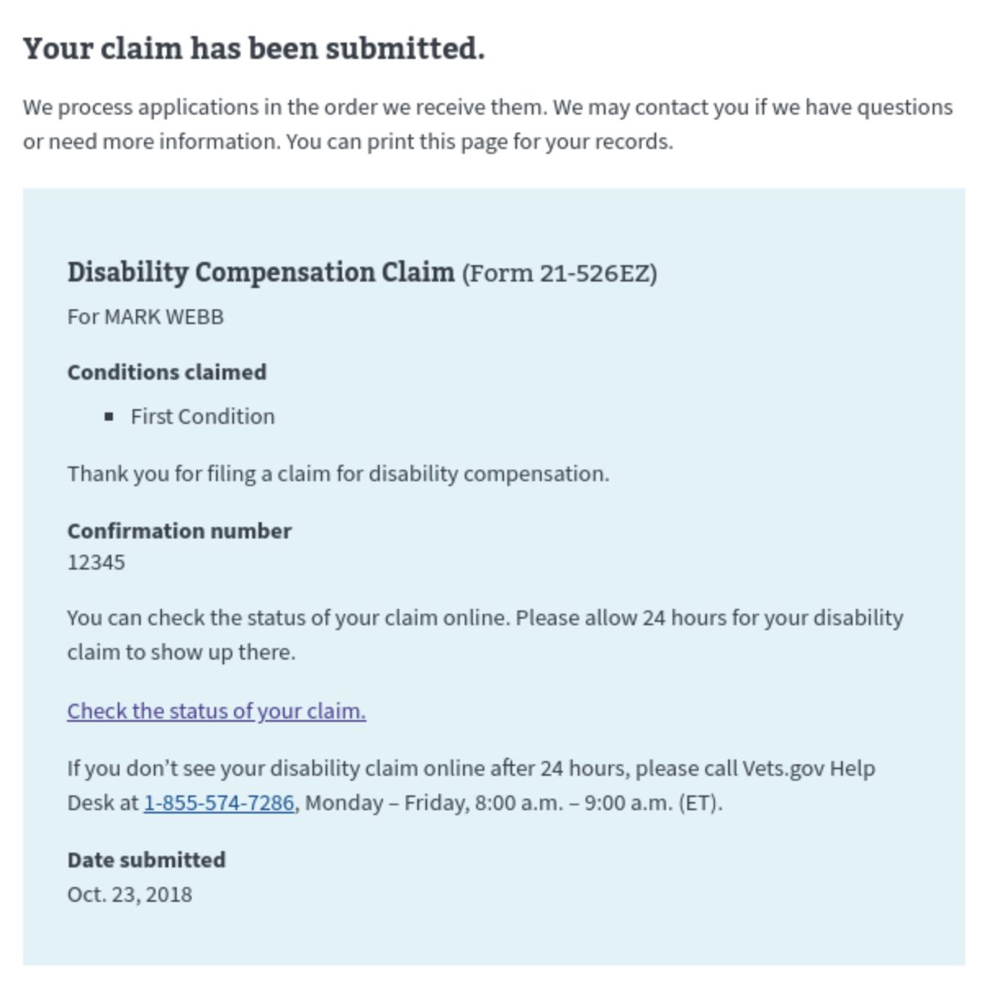 Your claim has been submitted.
We process applications in the order we receive them. We may contact you if we have questions
or need more information. You can print this page for your records.
Disability Compensation Claim (Form 21-526EZ)
For MARK WEBB
Conditions claimed
▪ First Condition
Thank you for filing a claim for disability compensation.
Confirmation number
12345
You can check the status of your claim online. Please allow 24 hours for your disability
claim to show up there.
Check the status of your claim.
If you don’t see your disability claim online after 24 hours, please call Vets.gov Help
Desk at 1-855-574-7286, Monday – Friday, 8:00 a.m. – 9:00 a.m. (ET).
Date submitted
Oct. 23, 2018